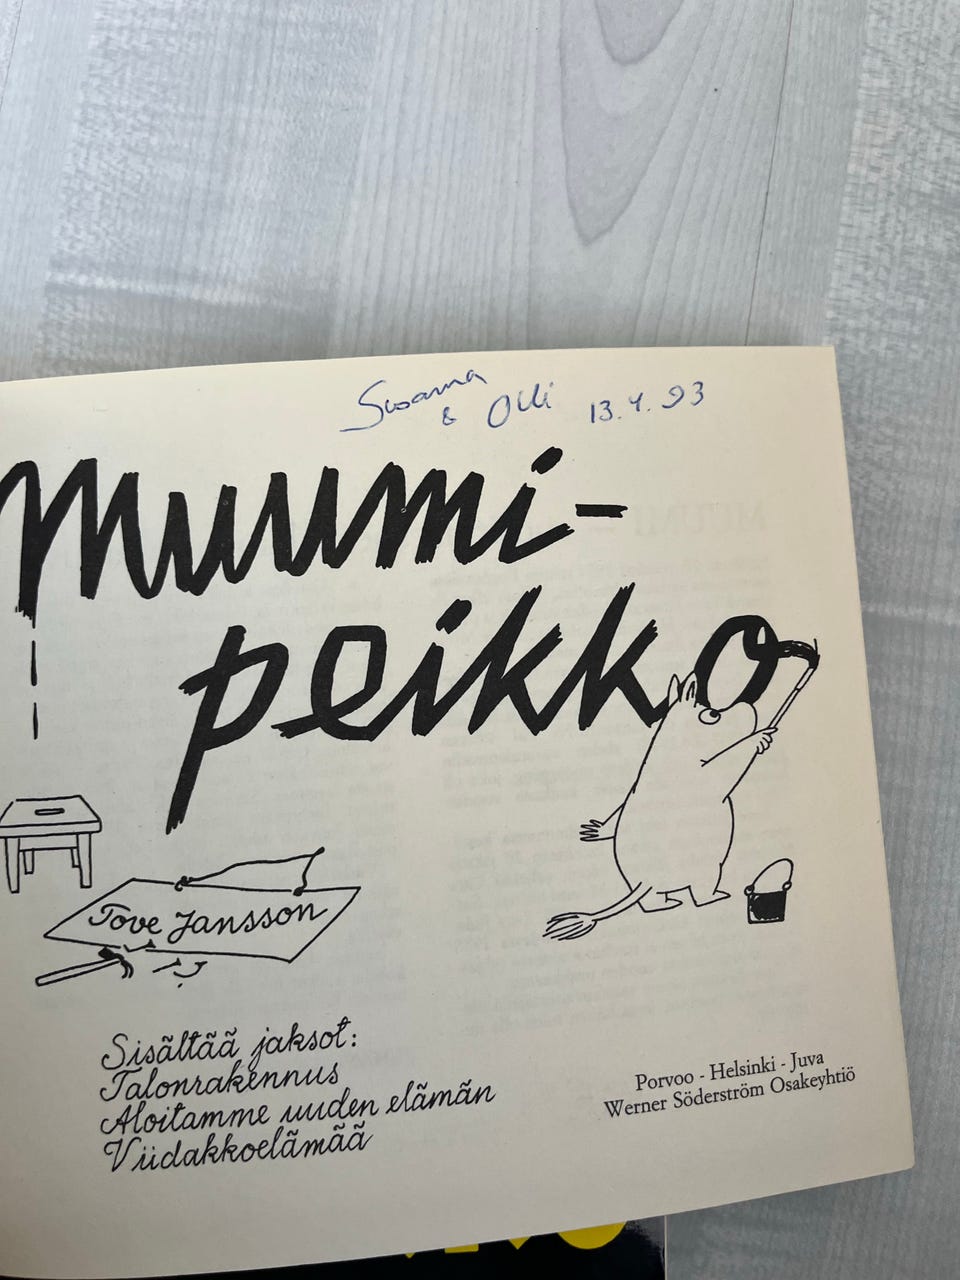 Susanna
& Olli 13.4.93
Muumi-
peikko
Tove Jansson
Sisältää jaksot:
Talonrakennus
Aloitamme uuden elämän
Viidakkoelämää
Porvoo - Helsinki - Juva
Werner Söderström Osakeyhtiö